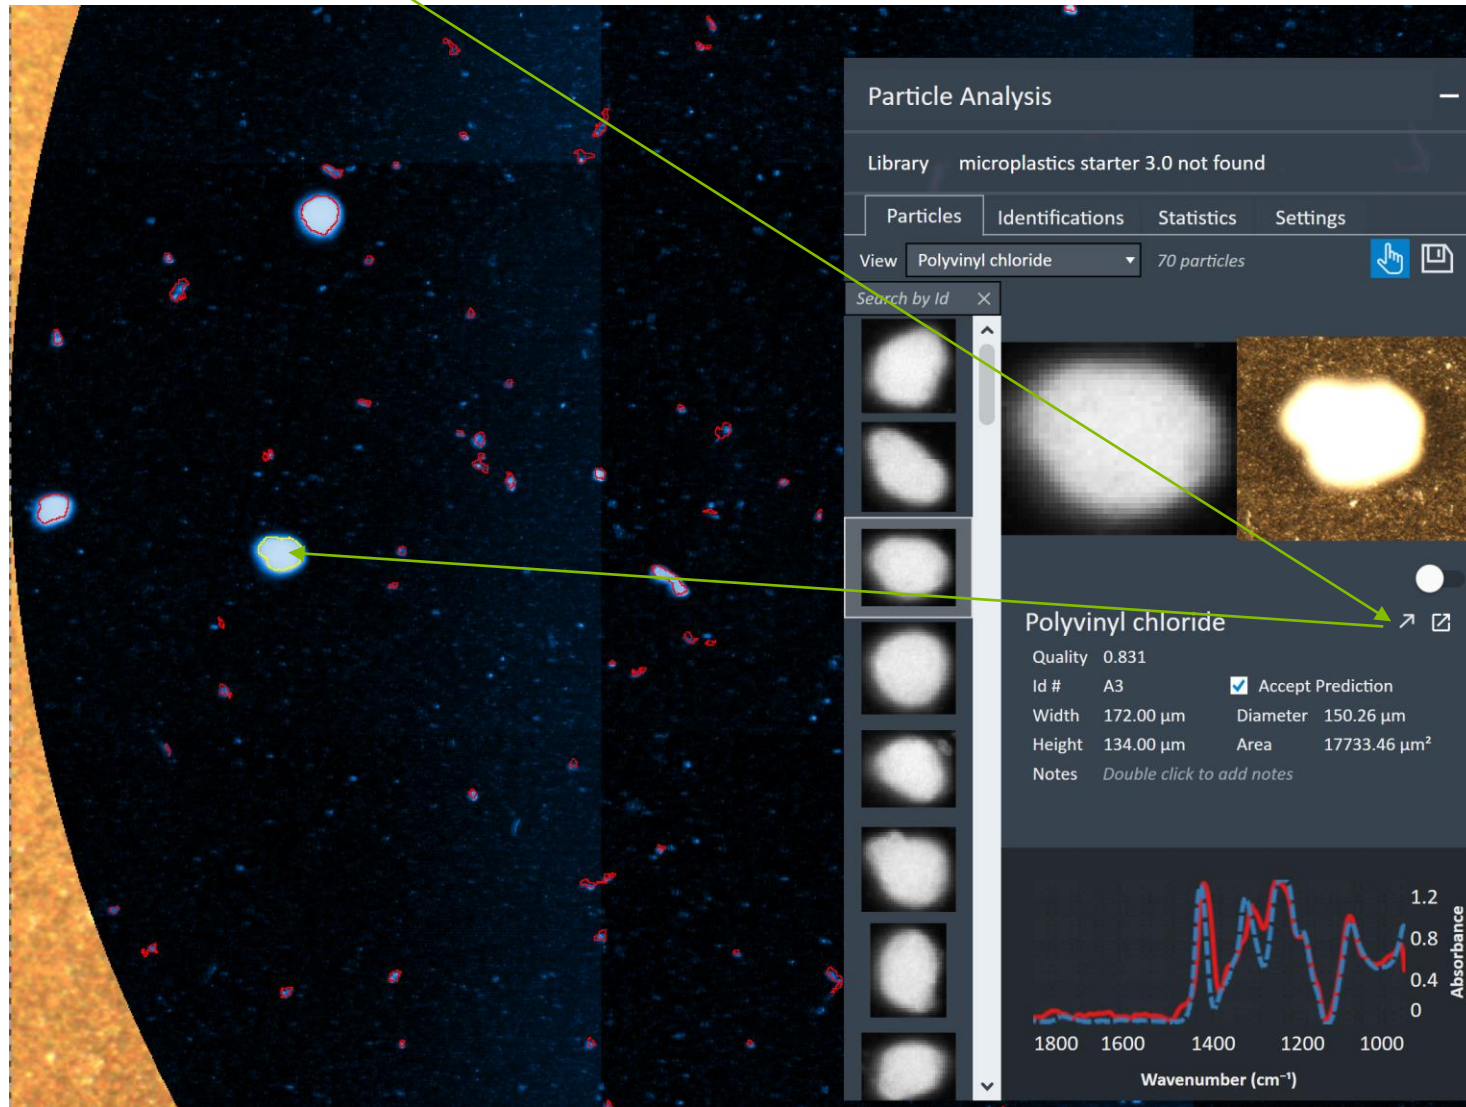 Particle Analysis
Library microplastics starter 3.0 not found
Particles Identifications Statistics Settings
View Polyvinyl chloride 70 particles
Search by Id
Polyvinyl chloride
Quality 0.831
Id # A3 Accept Prediction
Width 172.00 µm Diameter 150.26 µm
Height 134.00 µm Area 17733.46 µm²
Notes Double click to add notes
1.2
0.8
0.4
0
Absorbance
1800 1600 1400 1200 1000
Wavenumber (cm⁻¹)